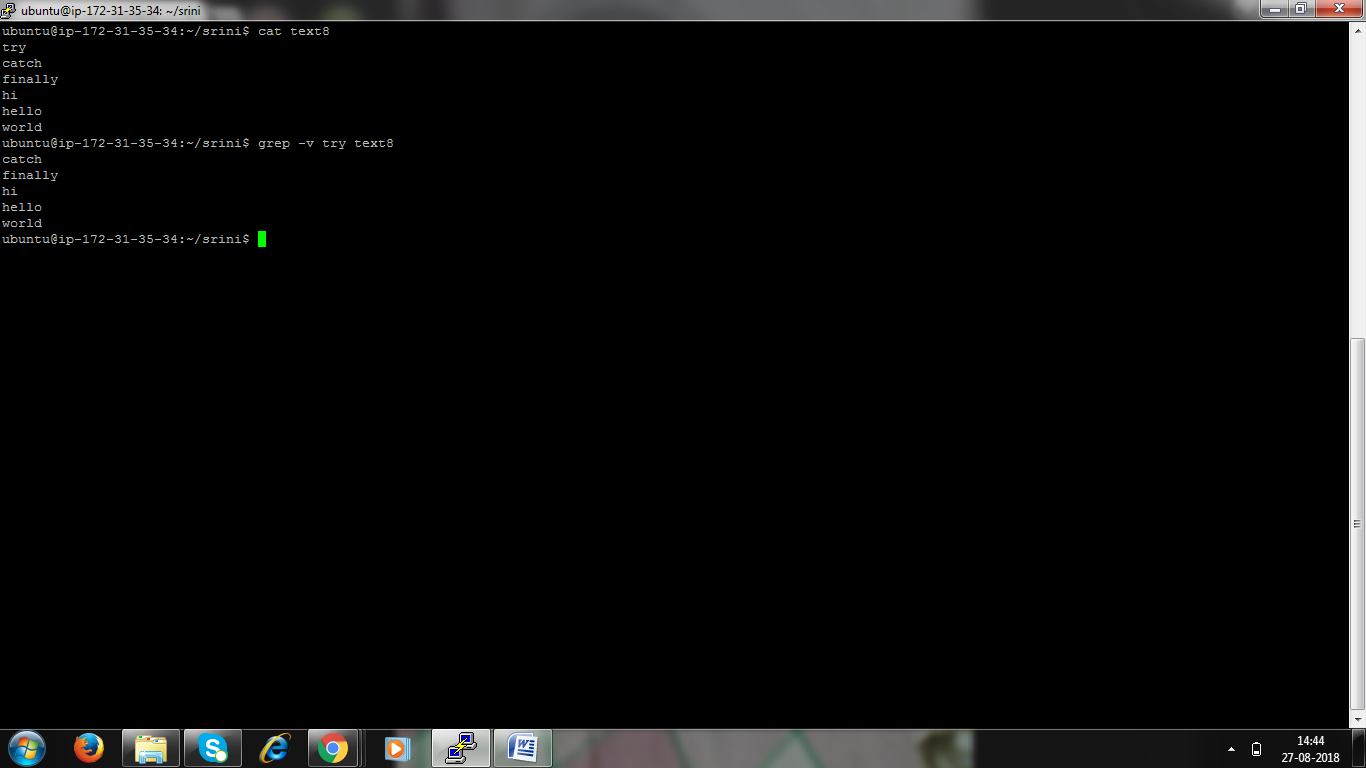 ubuntu@ip-172-31-35-34: ~/srini
ubuntu@ip-172-31-35-34:~/srini$ cat text8
try
catch
finally
hi
hello
world
ubuntu@ip-172-31-35-34:~/srini$ grep -v try text8
catch
finally
hi
hello
world
ubuntu@ip-172-31-35-34:~/srini$
14:44
27-08-2018